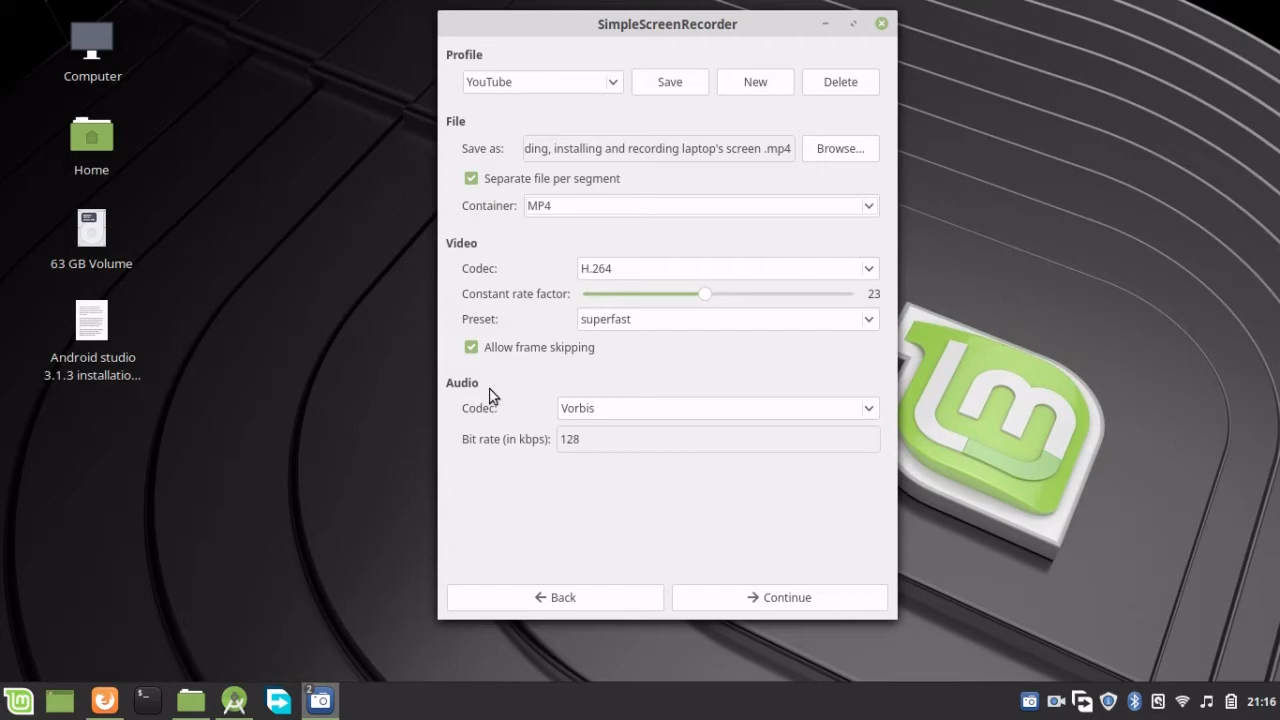 Computer
Home
63 GB Volume
Android studio
3.1.3 installatio...
SimpleScreenRecorder
Profile
YouTube
Save
New
Delete
File
Save as:
ding, installing and recording laptop's screen .mp4
Browse...
Separate file per segment
Container:
MP4
Video
Codec:
H.264
Constant rate factor:
23
Preset:
superfast
Allow frame skipping
Audio
Codec:
Vorbis
Bit rate (in kbps):
128
Back
Continue
lm
lm
$_
2
21:16